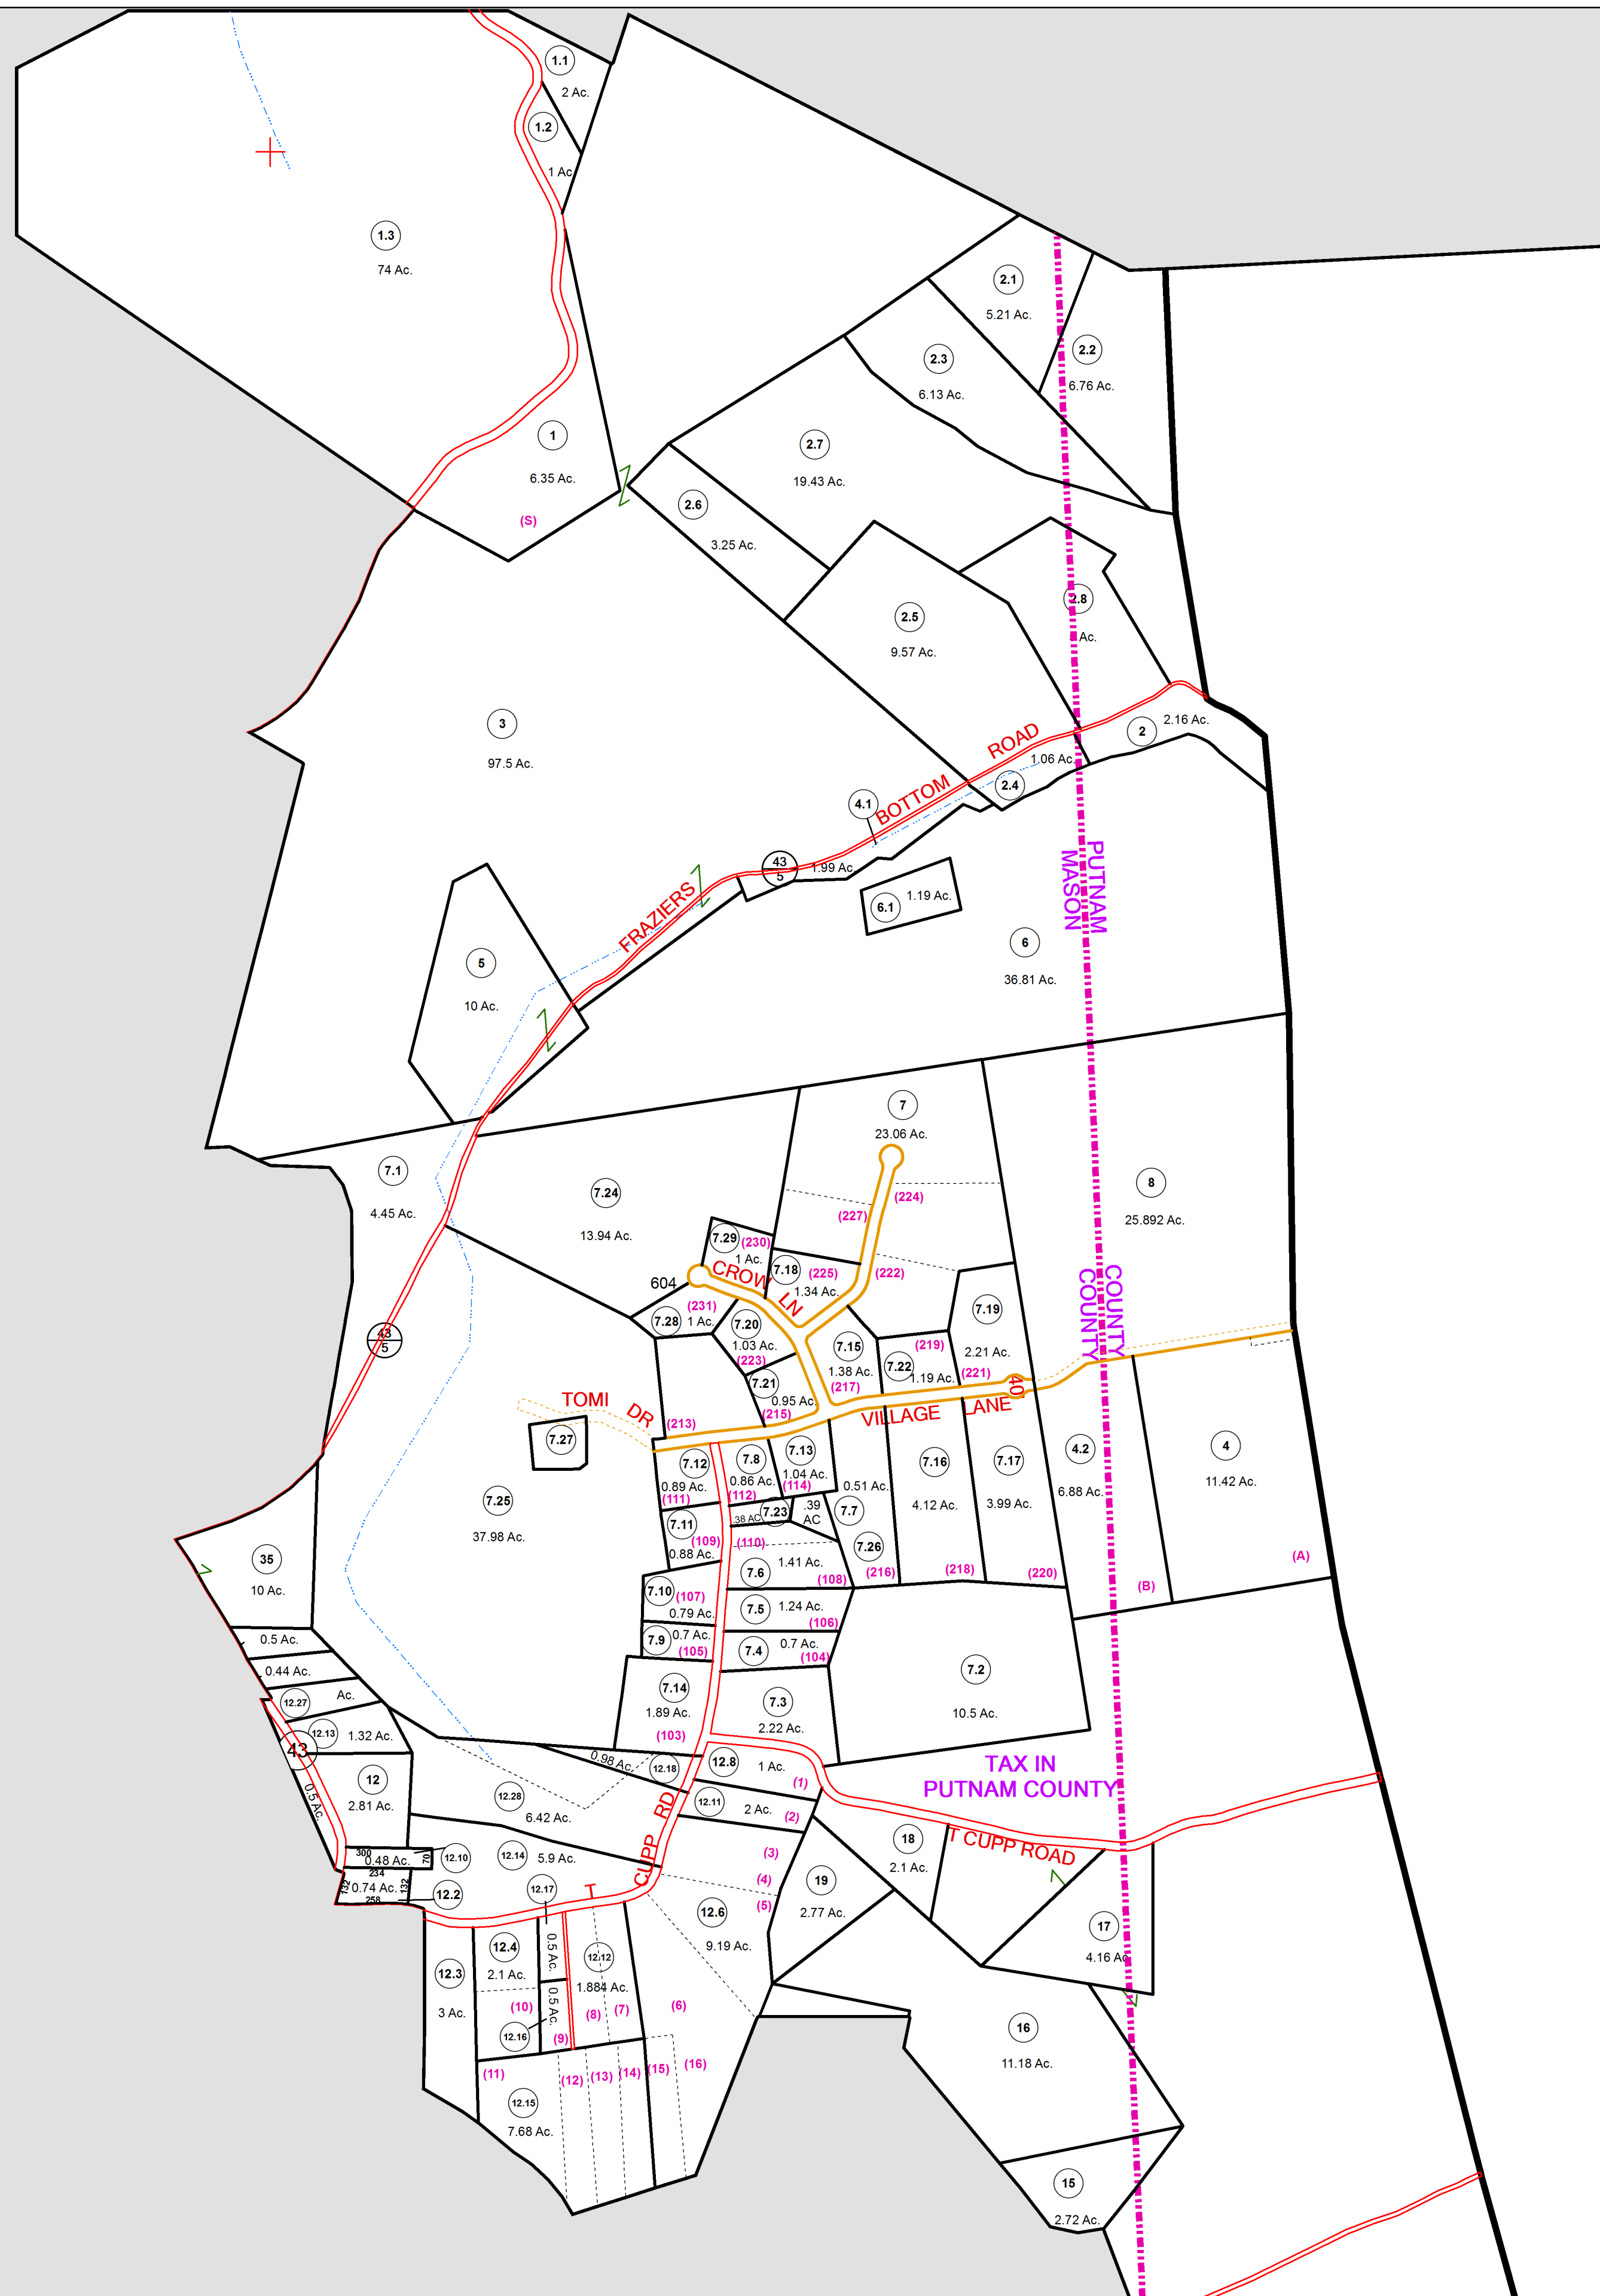 1.1
2 Ac.
1.2
1 Ac.
1.3
74 Ac.
2.1
5.21 Ac.
2.2
6.76 Ac.
2.3
6.13 Ac.
1
6.35 Ac.
(S)
2.7
19.43 Ac.
2.6
3.25 Ac.
2.5
9.57 Ac.
2.8
Ac.
3
97.5 Ac.
2
2.16 Ac.
1.06 Ac.
2.4
FRAZIERS BOTTOM ROAD
4.1
43
5
1.99 Ac.
6.1
1.19 Ac.
PUTNAM
MASON
6
36.81 Ac.
5
10 Ac.
7
23.06 Ac.
7.1
4.45 Ac.
7.24
13.94 Ac.
(224)
(227)
8
25.892 Ac.
7.29
(230)
1 Ac.
7.18
(225)
1.34 Ac.
(222)
604
CROW LN
(231)
7.28
1 Ac.
7.20
1.03 Ac.
(223)
7.19
2.21 Ac.
(221)
7.15
1.38 Ac.
(217)
(219)
7.22
1.19 Ac.
COUNTY
COUNTY
43
5
7.21
0.95 Ac.
(215)
40
TOMI DR
(213)
VILLAGE LANE
7.27
7.12
0.89 Ac.
(111)
7.8
0.86 Ac.
(112)
7.13
1.04 Ac.
(114)
0.51 Ac.
7.16
4.12 Ac.
7.17
3.99 Ac.
4.2
6.88 Ac.
4
11.42 Ac.
7.25
37.98 Ac.
7.11
(109)
0.88 Ac.
.38 AC
7.23
.39
AC
7.7
(110)
7.26
(216)
(218)
(220)
(A)
(B)
35
10 Ac.
7.6
1.41 Ac.
(108)
7.10
(107)
0.79 Ac.
7.5
1.24 Ac.
(106)
7.9
0.7 Ac.
(105)
7.4
0.7 Ac.
(104)
7.2
10.5 Ac.
0.5 Ac.
0.44 Ac.
12.27
Ac.
12.13
1.32 Ac.
43
7.14
1.89 Ac.
(103)
7.3
2.22 Ac.
TAX IN
PUTNAM COUNTY
0.98 Ac.
12.18
12.8
1 Ac.
(1)
12
2.81 Ac.
0.5 Ac.
12.28
6.42 Ac.
12.11
2 Ac.
(2)
T CUPP RD
T CUPP ROAD
18
2.1 Ac.
300
0.48 Ac.
70
12.10
234
0.74 Ac.
132
132
258
12.2
12.14
5.9 Ac.
12.17
(3)
(4)
(5)
19
2.77 Ac.
12.6
9.19 Ac.
17
4.16 Ac.
12.3
3 Ac.
12.4
2.1 Ac.
(10)
12.16
0.5 Ac.
0.5 Ac.
(9)
12.12
1.884 Ac.
(8)
(7)
(6)
16
11.18 Ac.
(11)
(12)
(13)
(14)
(15)
(16)
12.15
7.68 Ac.
15
2.72 Ac.